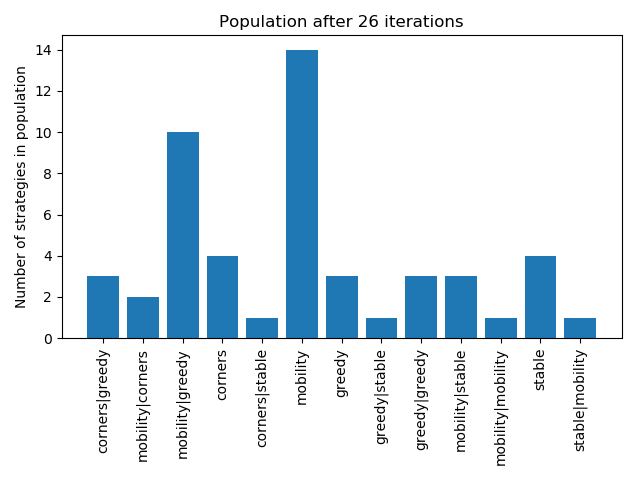 Population after 26 iterations
Number of strategies in population
14
12
10
8
6
4
2
0
corners|greedy
mobility|corners
mobility|greedy
corners
corners|stable
mobility
greedy
greedy|stable
greedy|greedy
mobility|stable
mobility|mobility
stable
stable|mobility